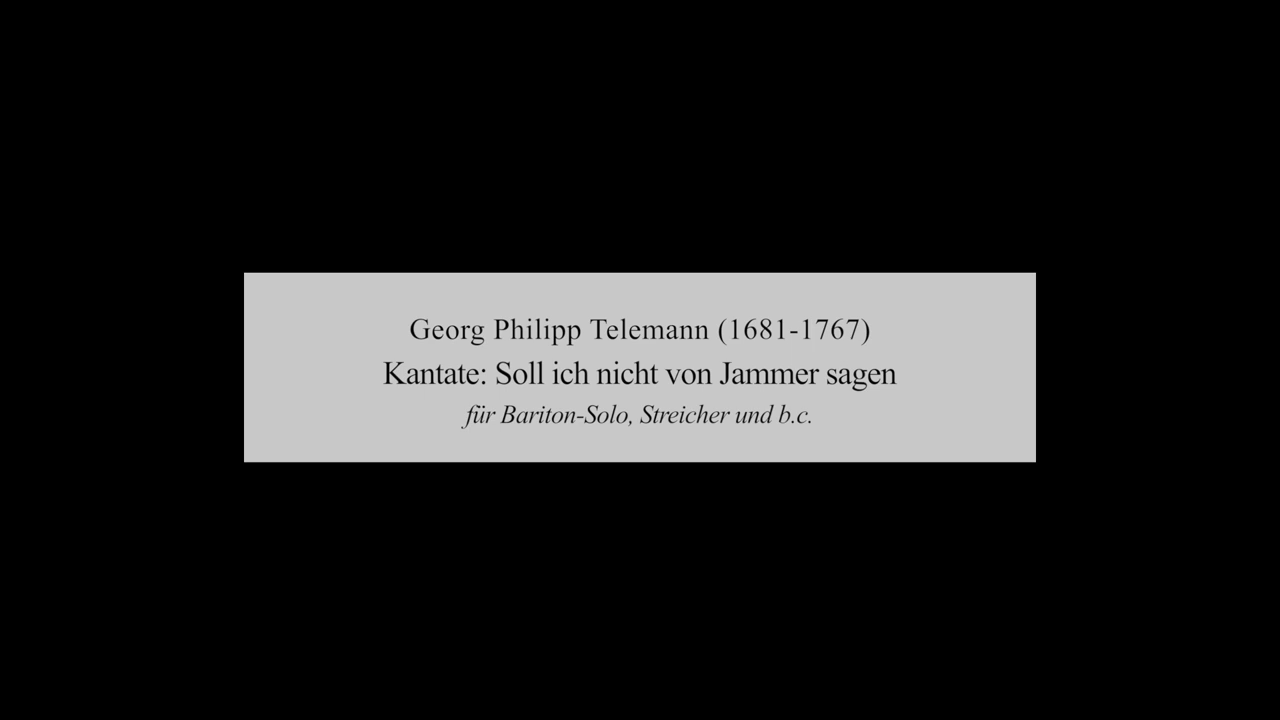 Georg Philipp Telemann (1681-1767)
Kantate: Soll ich nicht von Jammer sagen
für Bariton-Solo, Streicher und b.c.